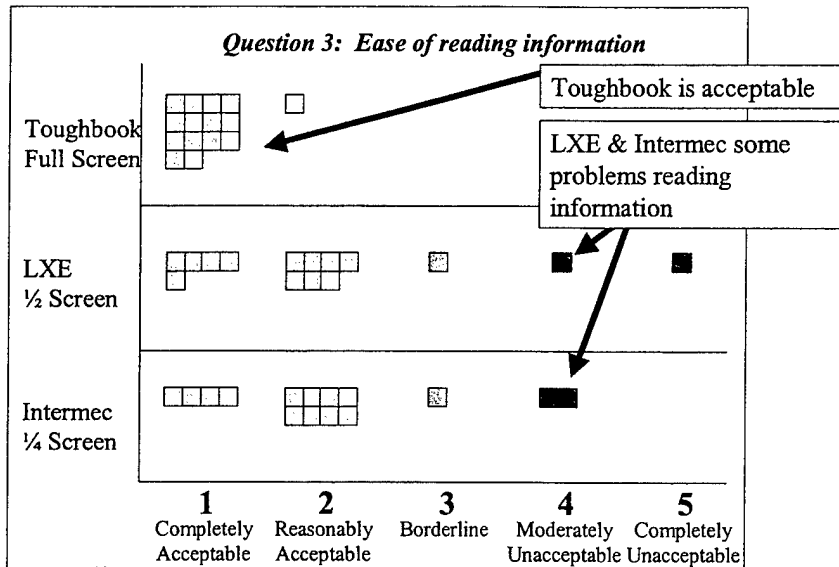 Question 3: Ease of reading information
Toughbook is acceptable
LXE & Intermec some
problems reading
information
Toughbook
Full Screen
LXE
½ Screen
Intermec
¼ Screen
1 2 3 4 5
Completely Reasonably Borderline Moderately Completely
Acceptable Acceptable Unacceptable Unacceptable